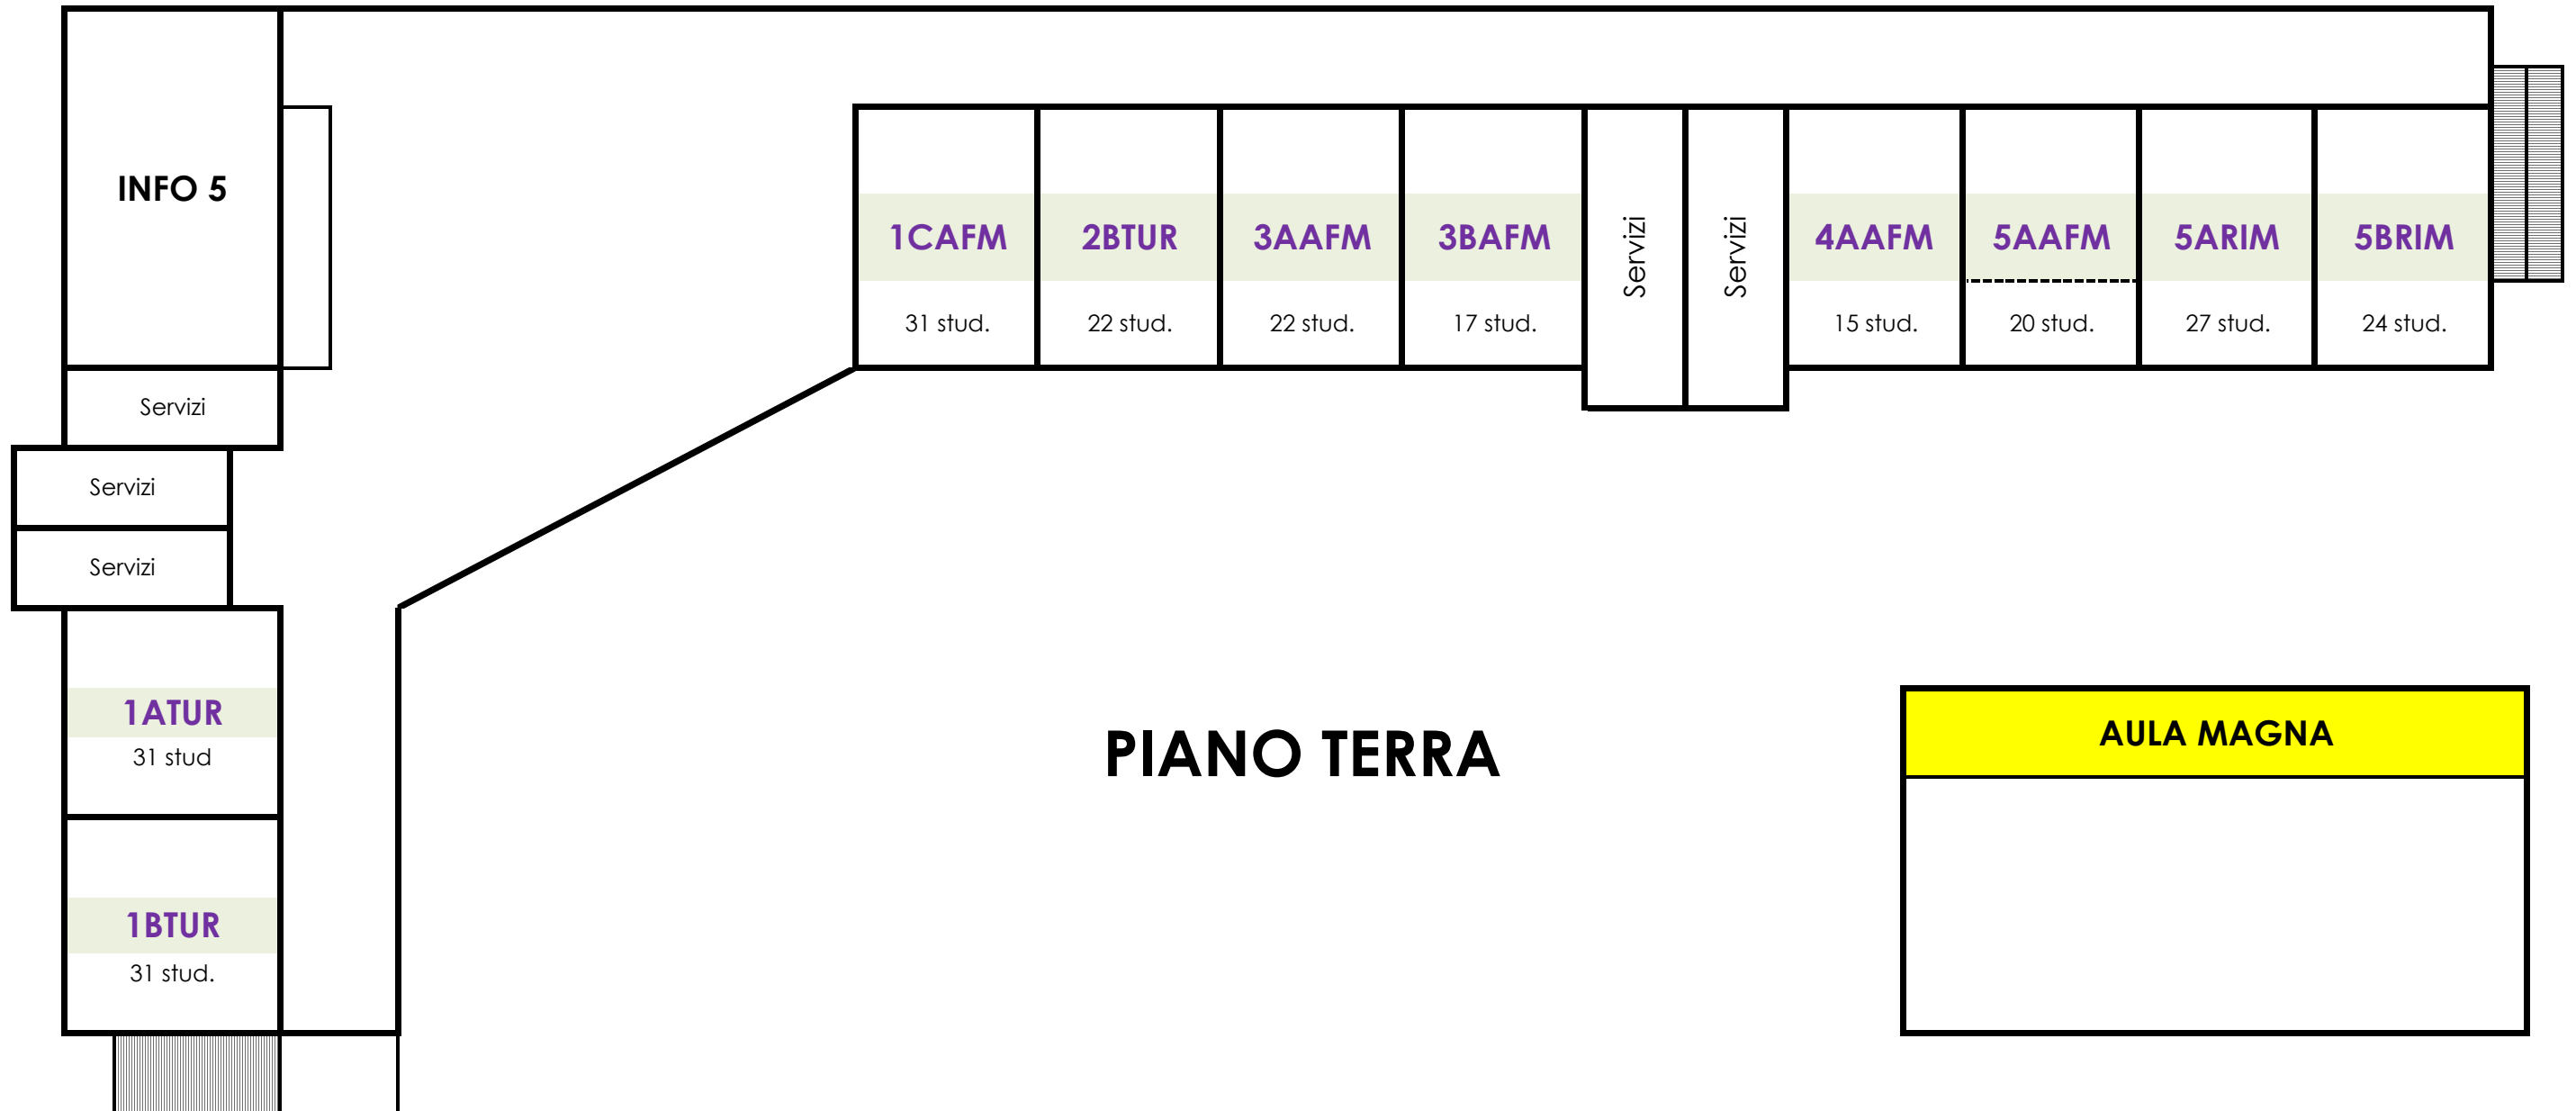 INFO 5
1CAFM
2BTUR
3AAFM
3BAFM
Servizi
Servizi
4AAFM
5AAFM
5ARIM
5BRIM
31 stud.
22 stud.
22 stud.
17 stud.
15 stud.
20 stud.
27 stud.
24 stud.
Servizi
Servizi
Servizi
1ATUR
31 stud
PIANO TERRA
AULA MAGNA
1BTUR
31 stud.